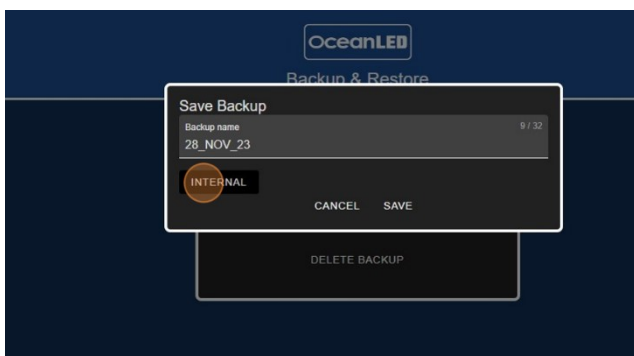 OceanLED
Backup & Restore
Save Backup
Backup name
9 / 32
28_NOV_23
INTERNAL
CANCEL SAVE
DELETE BACKUP